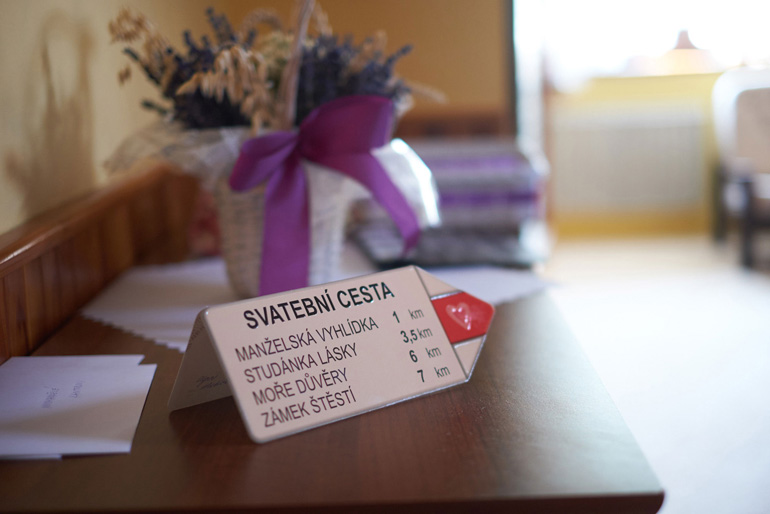 SVATEBNÍ CESTA
MANŽELSKÁ VYHLÍDKA 1 km
STUDÁNKA LÁSKY 3,5 km
MOŘE DŮVĚRY 6 km
ZÁMEK ŠTĚSTÍ 7 km